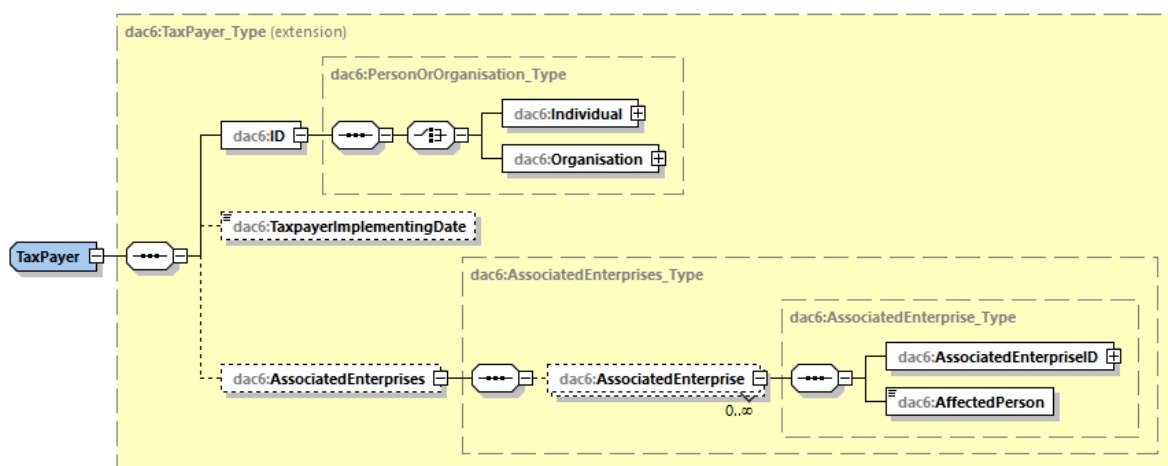 dac6:TaxPayer_Type (extension)
dac6:PersonOrOrganisation_Type
dac6:Individual
dac6:ID
dac6:Organisation
dac6:TaxpayerImplementingDate
TaxPayer
dac6:AssociatedEnterprises_Type
dac6:AssociatedEnterprise_Type
dac6:AssociatedEnterpriseID
dac6:AssociatedEnterprises
dac6:AssociatedEnterprise
dac6:AffectedPerson
0..∞